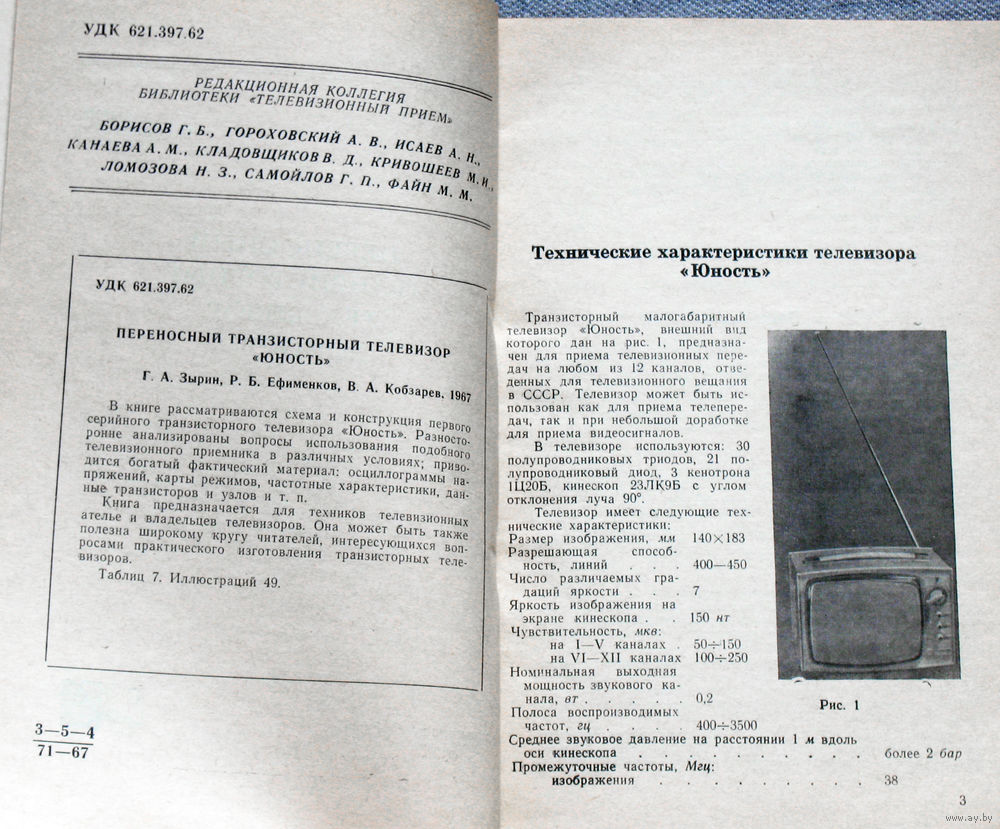 УДК 621.397.62
РЕДАКЦИОННАЯ КОЛЛЕГИЯ
БИБЛИОТЕКИ «ТЕЛЕВИЗИОННЫЙ ПРИЕМ»
БОРИСОВ Г. Б., ГОРОХОВСКИЙ А. В., ИСАЕВ А. Н.,
КАНАЕВА А. М., КЛАДОВЩИКОВ В. Д., КРИВОШЕЕВ М. И.,
ЛОМОЗОВА Н. З., САМОЙЛОВ Г. П., ФАЙН М. М.
УДК 621.397.62
ПЕРЕНОСНЫЙ ТРАНЗИСТОРНЫЙ ТЕЛЕВИЗОР
«ЮНОСТЬ»
Г. А. Зырин, Р. Б. Ефименков, В. А. Кобзарев, 1967
В книге рассматриваются схема и конструкция первого
серийного транзисторного телевизора «Юность». Разносто-
ронне анализированы вопросы использования подобного
телевизионного приемника в различных условиях; приво-
дится богатый фактический материал: осциллограммы на-
пряжений, карты режимов, частотные характеристики, дан-
ные транзисторов и узлов и т. п.
Книга предназначается для техников телевизионных
ателье и владельцев телевизоров. Она может быть также
полезна широкому кругу читателей, интересующихся воп-
росами практического изготовления транзисторных теле-
визоров.
Таблиц 7. Иллюстраций 49.
3—5—4
71—67
Технические характеристики телевизора
«Юность»
Транзисторный малогабаритный
телевизор «Юность», внешний вид
которого дан на рис. 1, предназна-
чен для приема телевизионных пере-
дач на любом из 12 каналов, отве-
денных для телевизионного вещания
в СССР. Телевизор может быть ис-
пользован как для приема телепере-
дач, так и при небольшой доработке
для приема видеосигналов.
В телевизоре используются: 30
полупроводниковых триодов, 21 по-
лупроводниковый диод, 3 кенотрона
1Ц20Б, кинескоп 23ЛК9Б с углом
отклонения луча 90°.
Телевизор имеет следующие тех-
нические характеристики:
Размер изображения, мм 140×183
Разрешающая способ-
ность, линий . . . 400—450
Число различаемых гра-
даций яркости . . . 7
Яркость изображения на
экране кинескопа . . 150 нт
Чувствительность, мкв:
на I—V каналах . 50÷150
на VI—XII каналах 100÷250
Номинальная выходная
мощность звукового ка-
нала, вт . . . . . 0,2
Полоса воспроизводимых
частот, гц . . . . 400÷3500
Среднее звуковое давление на расстоянии 1 м вдоль
оси кинескопа . . . . . . . . . . более 2 бар
Промежуточные частоты, Мгц:
изображения . . . . . . . . . 38
Рис. 1
3
www.ay.by